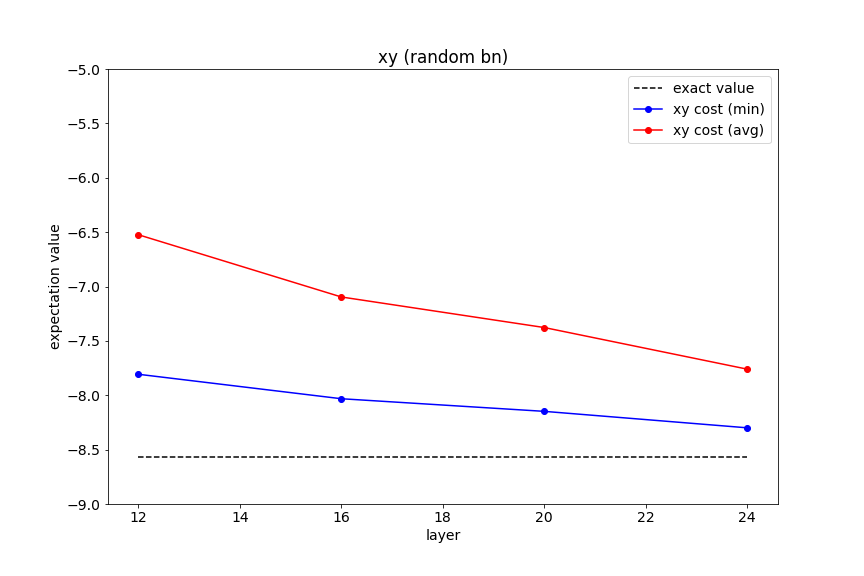 xy (random bn)
exact value
xy cost (min)
xy cost (avg)
−5.0
−5.5
−6.0
−6.5
−7.0
−7.5
−8.0
−8.5
−9.0
expectation value
12 14 16 18 20 22 24
layer